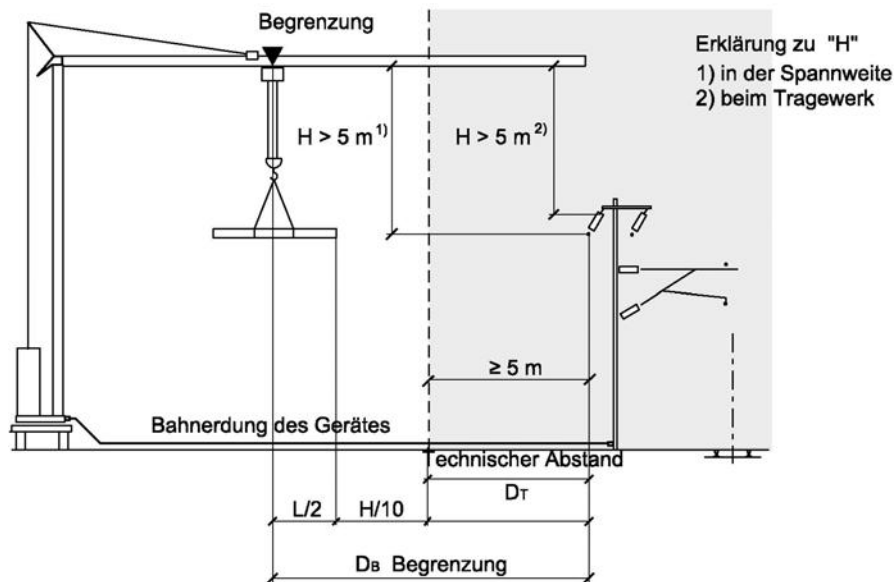 Begrenzung
Erklärung zu "H"
1) in der Spannweite
2) beim Tragewerk
H > 5 m 1)
H > 5 m 2)
≥ 5 m
Bahnerdung des Gerätes
Technischer Abstand
DT
L/2
H/10
DB Begrenzung